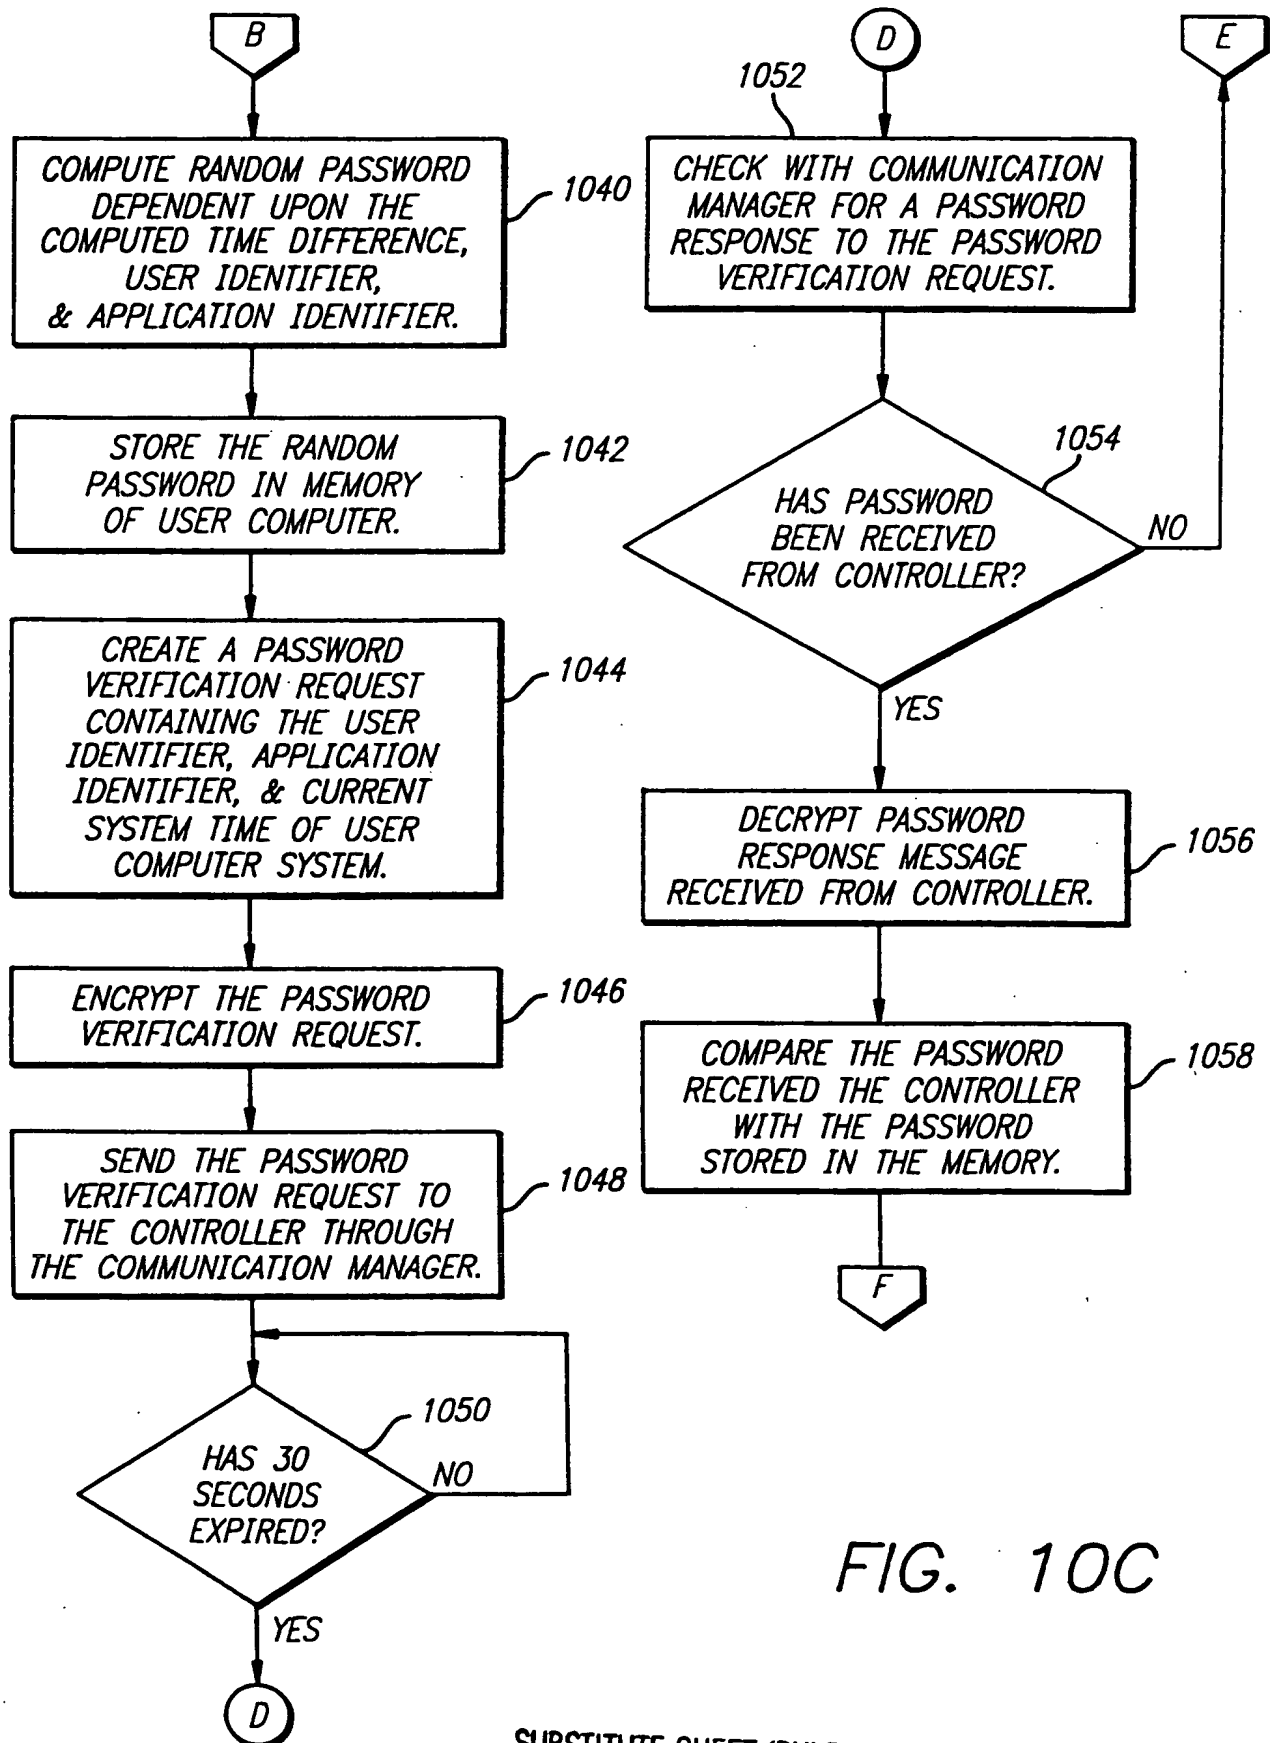 B
COMPUTE RANDOM PASSWORD
DEPENDENT UPON THE
COMPUTED TIME DIFFERENCE,
USER IDENTIFIER,
& APPLICATION IDENTIFIER.
1040
STORE THE RANDOM
PASSWORD IN MEMORY
OF USER COMPUTER.
1042
CREATE A PASSWORD
VERIFICATION REQUEST
CONTAINING THE USER
IDENTIFIER, APPLICATION
IDENTIFIER, & CURRENT
SYSTEM TIME OF USER
COMPUTER SYSTEM.
1044
ENCRYPT THE PASSWORD
VERIFICATION REQUEST.
1046
SEND THE PASSWORD
VERIFICATION REQUEST TO
THE CONTROLLER THROUGH
THE COMMUNICATION MANAGER.
1048
HAS 30
SECONDS
EXPIRED?
1050
NO
YES
D
D
1052
CHECK WITH COMMUNICATION
MANAGER FOR A PASSWORD
RESPONSE TO THE PASSWORD
VERIFICATION REQUEST.
HAS PASSWORD
BEEN RECEIVED
FROM CONTROLLER?
1054
NO
E
YES
DECRYPT PASSWORD
RESPONSE MESSAGE
RECEIVED FROM CONTROLLER.
1056
COMPARE THE PASSWORD
RECEIVED THE CONTROLLER
WITH THE PASSWORD
STORED IN THE MEMORY.
1058
F
FIG. 10C
SUBSTITUTE SHEET